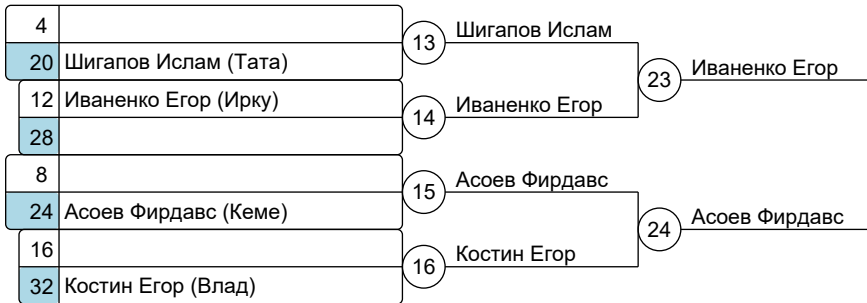 4
20 Шигапов Ислам (Тата)
13
Шигапов Ислам
12 Иваненко Егор (Ирку)
28
14
Иваненко Егор
23
Иваненко Егор
8
24 Асоев Фирдавс (Кеме)
15
Асоев Фирдавс
16
32 Костин Егор (Влад)
16
Костин Егор
24
Асоев Фирдавс